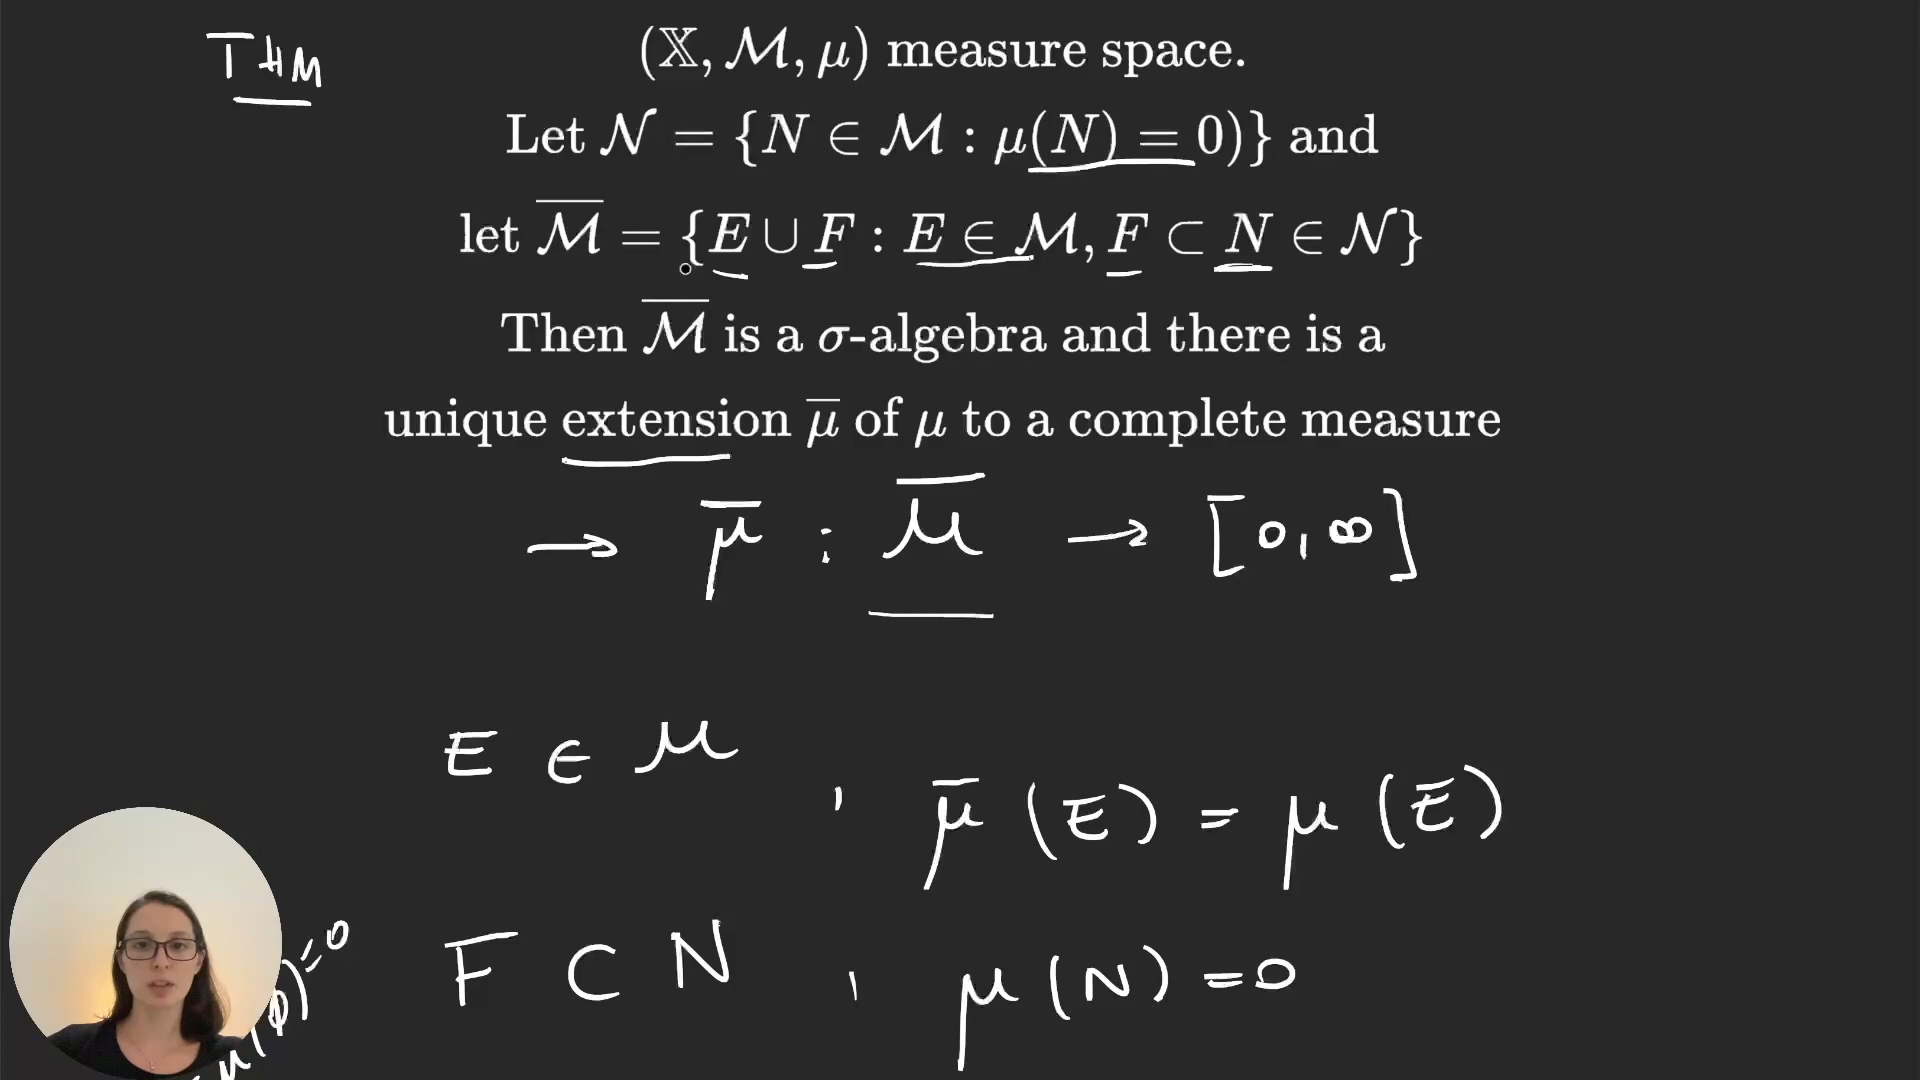 THM
(𝕏, ℳ, μ) measure space.
Let 𝒩 = {N ∈ ℳ : μ(N) = 0)} and
let ℳ̅ = {E ∪ F : E ∈ ℳ, F ⊂ N ∈ 𝒩}
Then ℳ̅ is a σ-algebra and there is a
unique extension μ̅ of μ to a complete measure
→ μ̅ : ℳ̅ → [0, ∞]
E ∈ ℳ , μ̅(E) = μ(E)
F ⊂ N , μ(N) = 0
μ(∅) = 0